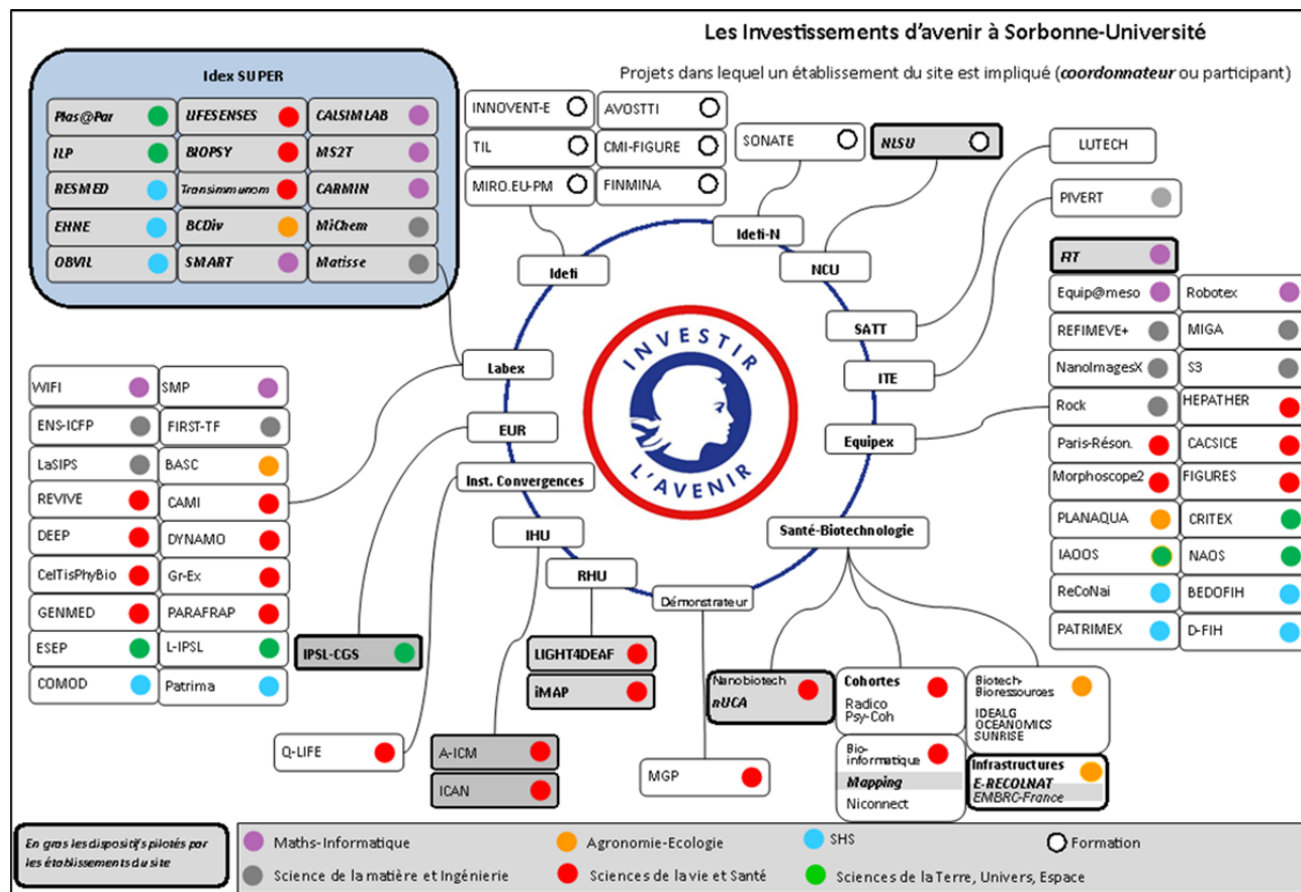 Les Investissements d'avenir à Sorbonne-Université
Projets dans lequel un établissement du site est impliqué (coordonnateur ou participant)
Idex SUPER
Plas@Par
LIFESENSES
CALSIMLAB
ILP
BIOPSY
MS2T
RESMED
Transimmunom
CARMIN
EHNE
BCDiv
MiChem
OBVIL
SMART
Matisse
INNOVENT-E
AVOSTTI
TIL
CMI-FIGURE
MIRO.EU-PM
FINMINA
SONATE
NLSU
LUTECH
PIVERT
Idefi
Idefi-N
NCU
SATT
ITE
Equipex
Santé-Biotechnologie
Démonstrateur
RHU
IHU
Inst. Convergences
EUR
Labex
INVESTIR
L'AVENIR
FIT
Equip@meso
Robotex
REFIMEVE+
MIGA
NanoImagesX
S3
Rock
HEPATHER
Paris-Réson.
CACSICE
Morphoscope2
FIGURES
PLANAQUA
CRITEX
IAOOS
NAOS
ReCoNai
BEDOFIH
PATRIMEX
D-FIH
WIFI
SMP
ENS-ICFP
FIRST-TF
LaSIPS
BASC
REVIVE
CAMI
DEEP
DYNAMO
CelTisPhyBio
Gr-Ex
GENMED
PARAFRAP
ESEP
L-IPSL
COMOD
Patrima
IPSL-CGS
Q-LIFE
A-ICM
ICAN
LIGHT4DEAF
iMAP
MGP
Nanobiotech
nUCA
Cohortes
Radico
Psy-Coh
Bio-
informatique
Mapping
Niconnect
Biotech-
Bioressources
IDEALG
OCEANOMICS
SUNRISE
Infrastructures
E-RECOLNAT
EMBRC-France
En gras les dispositifs pilotés par
les établissements du site
Maths-Informatique
Agronomie-Ecologie
SHS
Formation
Science de la matière et Ingénierie
Sciences de la vie et Santé
Sciences de la Terre, Univers, Espace